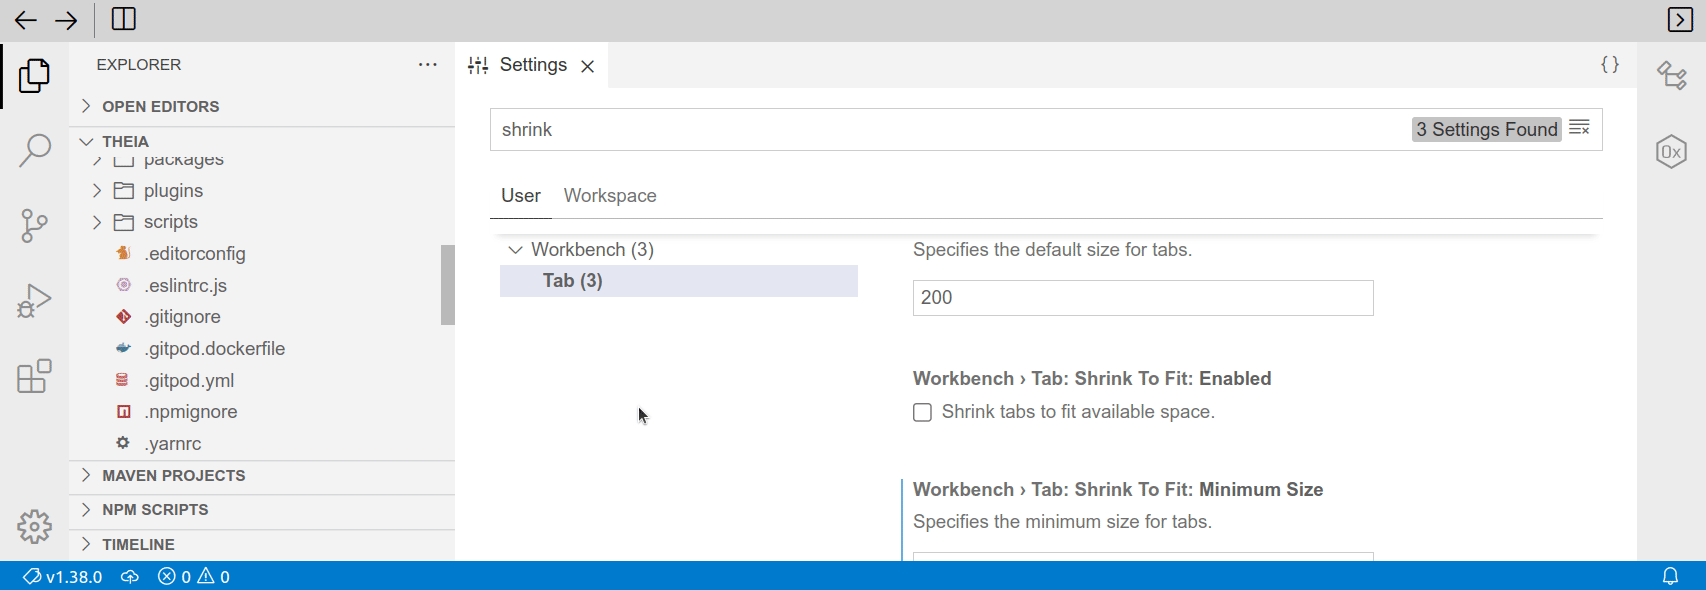 EXPLORER
OPEN EDITORS
THEIA
packages
plugins
scripts
.editorconfig
.eslintrc.js
.gitignore
.gitpod.dockerfile
.gitpod.yml
.npmignore
.yarnrc
MAVEN PROJECTS
NPM SCRIPTS
TIMELINE
Settings
{ }
shrink
3 Settings Found
User Workspace
Workbench (3)
Tab (3)
Specifies the default size for tabs.
200
Workbench › Tab: Shrink To Fit: Enabled
Shrink tabs to fit available space.
Workbench › Tab: Shrink To Fit: Minimum Size
Specifies the minimum size for tabs.
0x
v1.38.0 0 0